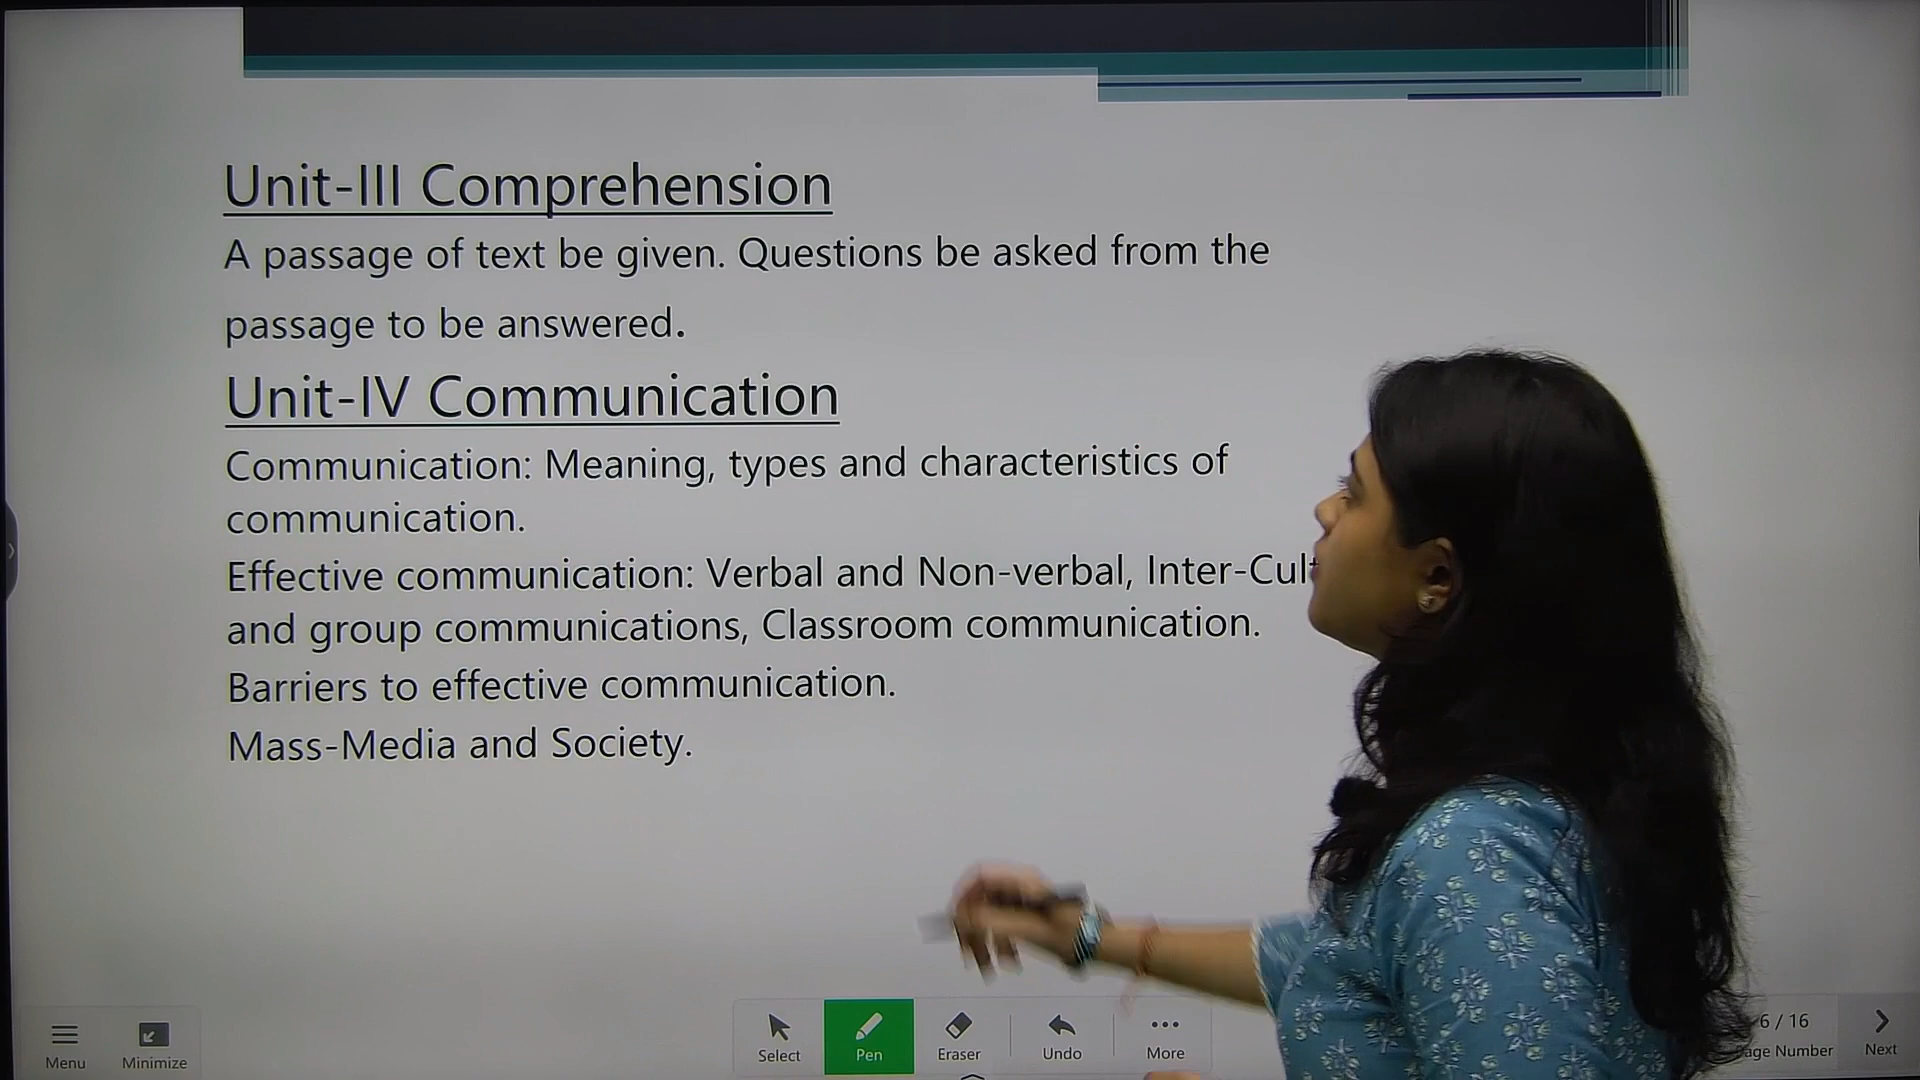 Unit-III Comprehension
A passage of text be given. Questions be asked from the
passage to be answered.
Unit-IV Communication
Communication: Meaning, types and characteristics of
communication.
Effective communication: Verbal and Non-verbal,
and group communications, Classroom communication.
Barriers to effective communication.
Mass-Media and Society.
Menu
Minimize
Select
Pen
Eraser
Undo
More
6 / 16
Number
Next